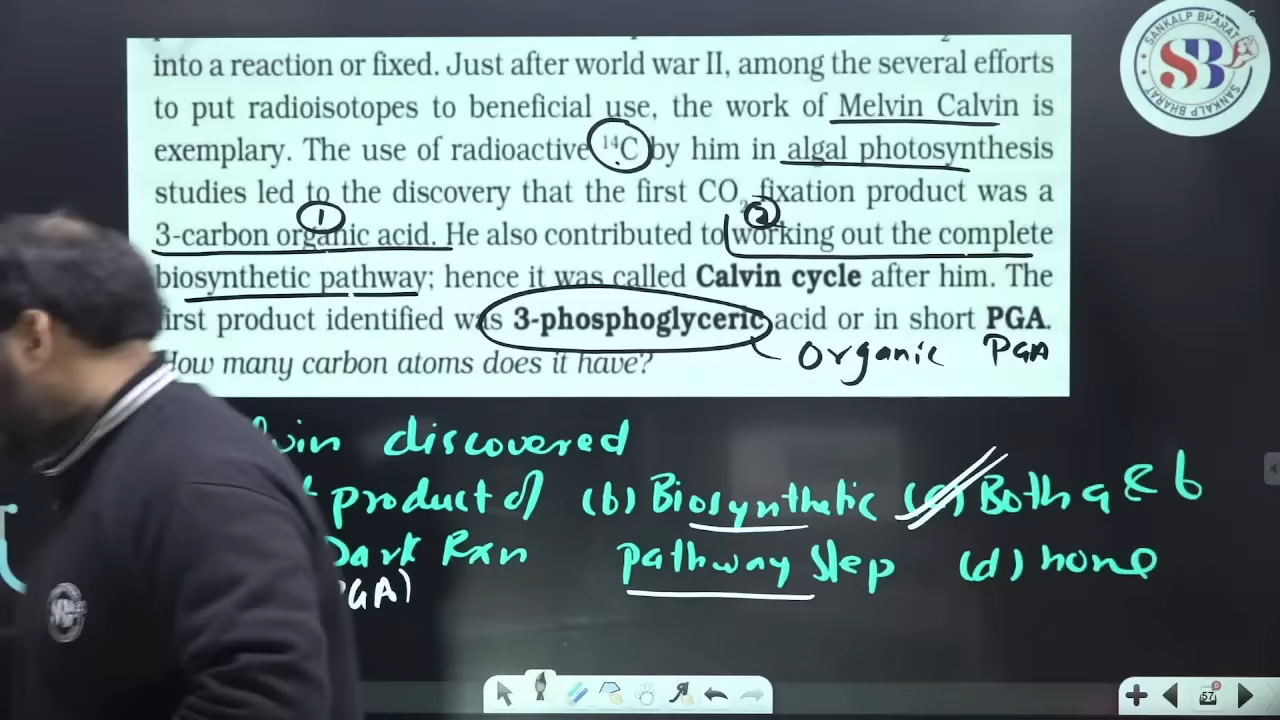 into a reaction or fixed. Just after world war II, among the several efforts
to put radioisotopes to beneficial use, the work of Melvin Calvin is
exemplary. The use of radioactive ¹⁴C by him in algal photosynthesis
studies led to the discovery that the first CO₂ fixation product was a
① ②
3-carbon organic acid. He also contributed to working out the complete
biosynthetic pathway; hence it was called Calvin cycle after him. The
first product identified was 3-phosphoglyceric acid or in short PGA.
Organic PGA
How many carbon atoms does it have?
discovered
product of (b) Biosynthetic (c) Both a & b
Dark Rxn pathway step (d) none
SANKALP BHARAT
SB
SANKALP BHARAT
57